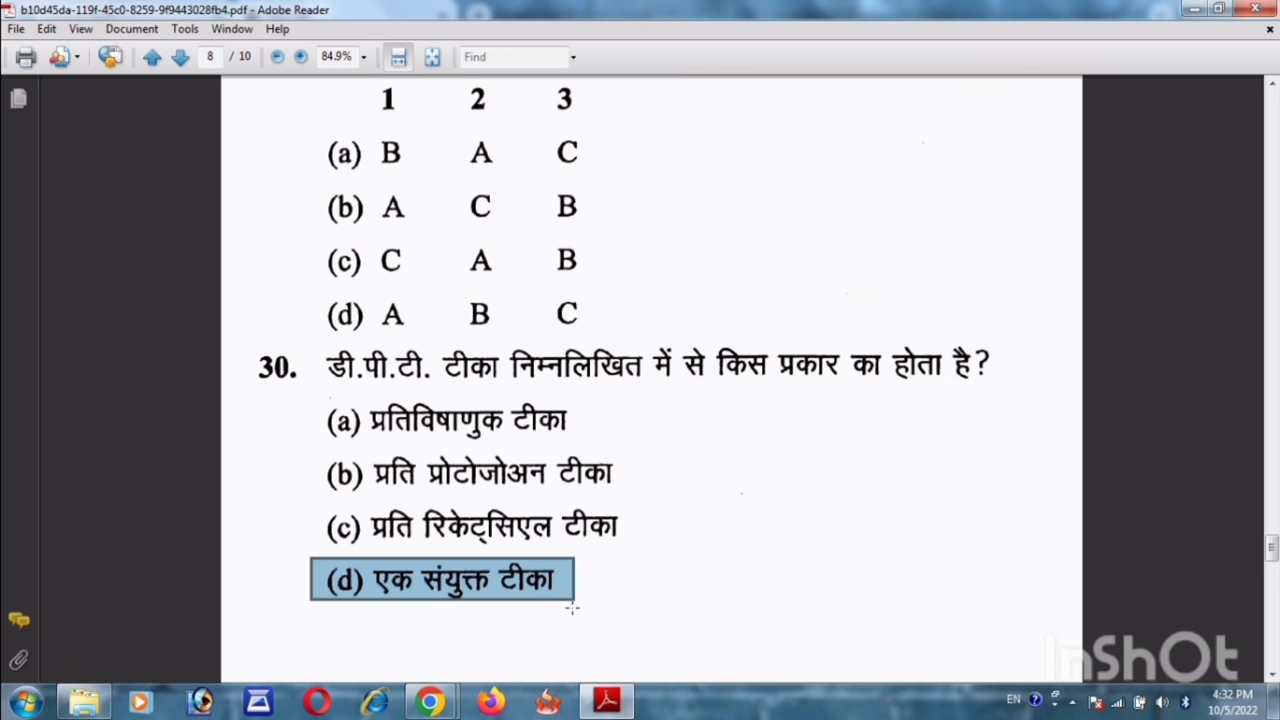 b10d45da-119f-45c0-8259-9f9443028fb4.pdf - Adobe Reader
File Edit View Document Tools Window Help
8 / 10 84.9% Find
1 2 3
(a) B A C
(b) A C B
(c) C A B
(d) A B C
30. डी.पी.टी. टीका निम्नलिखित में से किस प्रकार का होता है?
(a) प्रतिविषाणुक टीका
(b) प्रति प्रोटोजोअन टीका
(c) प्रति रिकेट्सिएल टीका
(d) एक संयुक्त टीका
InShOt
EN 4:32 PM
10/5/2022